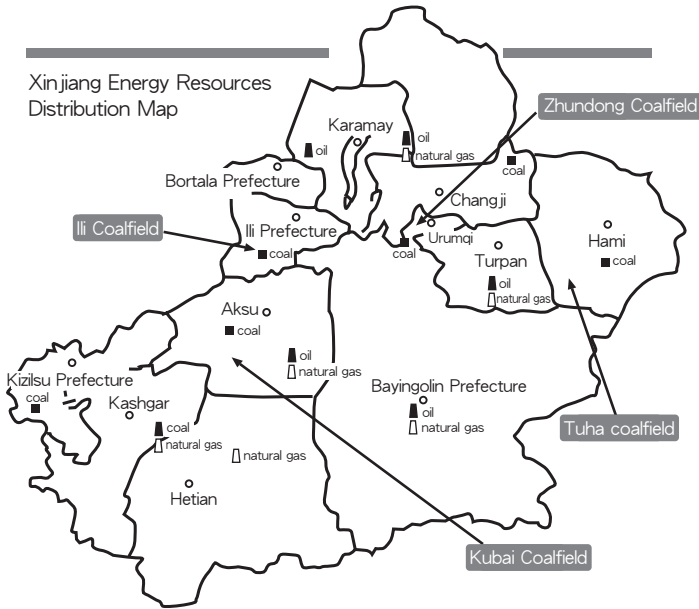 Xinjiang Energy Resources
Distribution Map
Zhundong Coalfield
Karamay
oil
oil
natural gas
coal
Bortala Prefecture
Changji
Ili Coalfield
Ili Prefecture
Urumqi
Hami
coal
coal
Turpan
coal
oil
natural gas
Aksu
coal
oil
natural gas
Kizilsu Prefecture
coal
Kashgar
Bayingolin Prefecture
oil
natural gas
coal
natural gas
natural gas
Tuha coalfield
Hetian
Kubai Coalfield